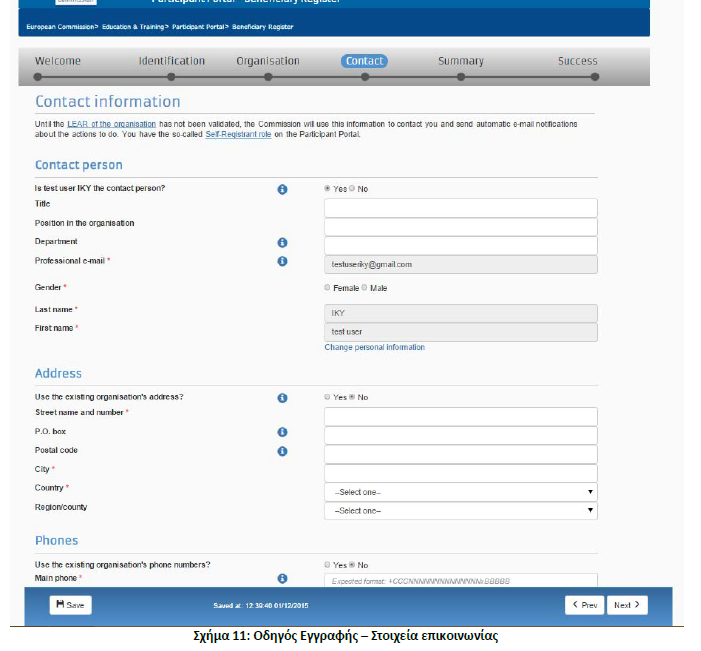 European Commission> Education & Training> Participant Portal> Beneficiary Register
Welcome Identification Organisation Contact Summary Success
Contact information
Until the LEAR of the organisation has not been validated, the Commission will use this information to contact you and send automatic e-mail notifications
about the actions to do. You have the so-called Self-Registrant role on the Participant Portal.
Contact person
Is test user IKY the contact person? Yes No
Title
Position in the organisation
Department
Professional e-mail * testuseriky@gmail.com
Gender * Female Male
Last name * IKY
First name * test user
Change personal information
Address
Use the existing organisation's address? Yes No
Street name and number *
P.O. box
Postal code
City *
Country * --Select one--
Region/county --Select one--
Phones
Use the existing organisation's phone numbers? Yes No
Main phone * Expected format:
Save Saved at: 12:39:40 01/12/2015 Prev Next
Σχήμα 11: Οδηγός Εγγραφής – Στοιχεία επικοινωνίας